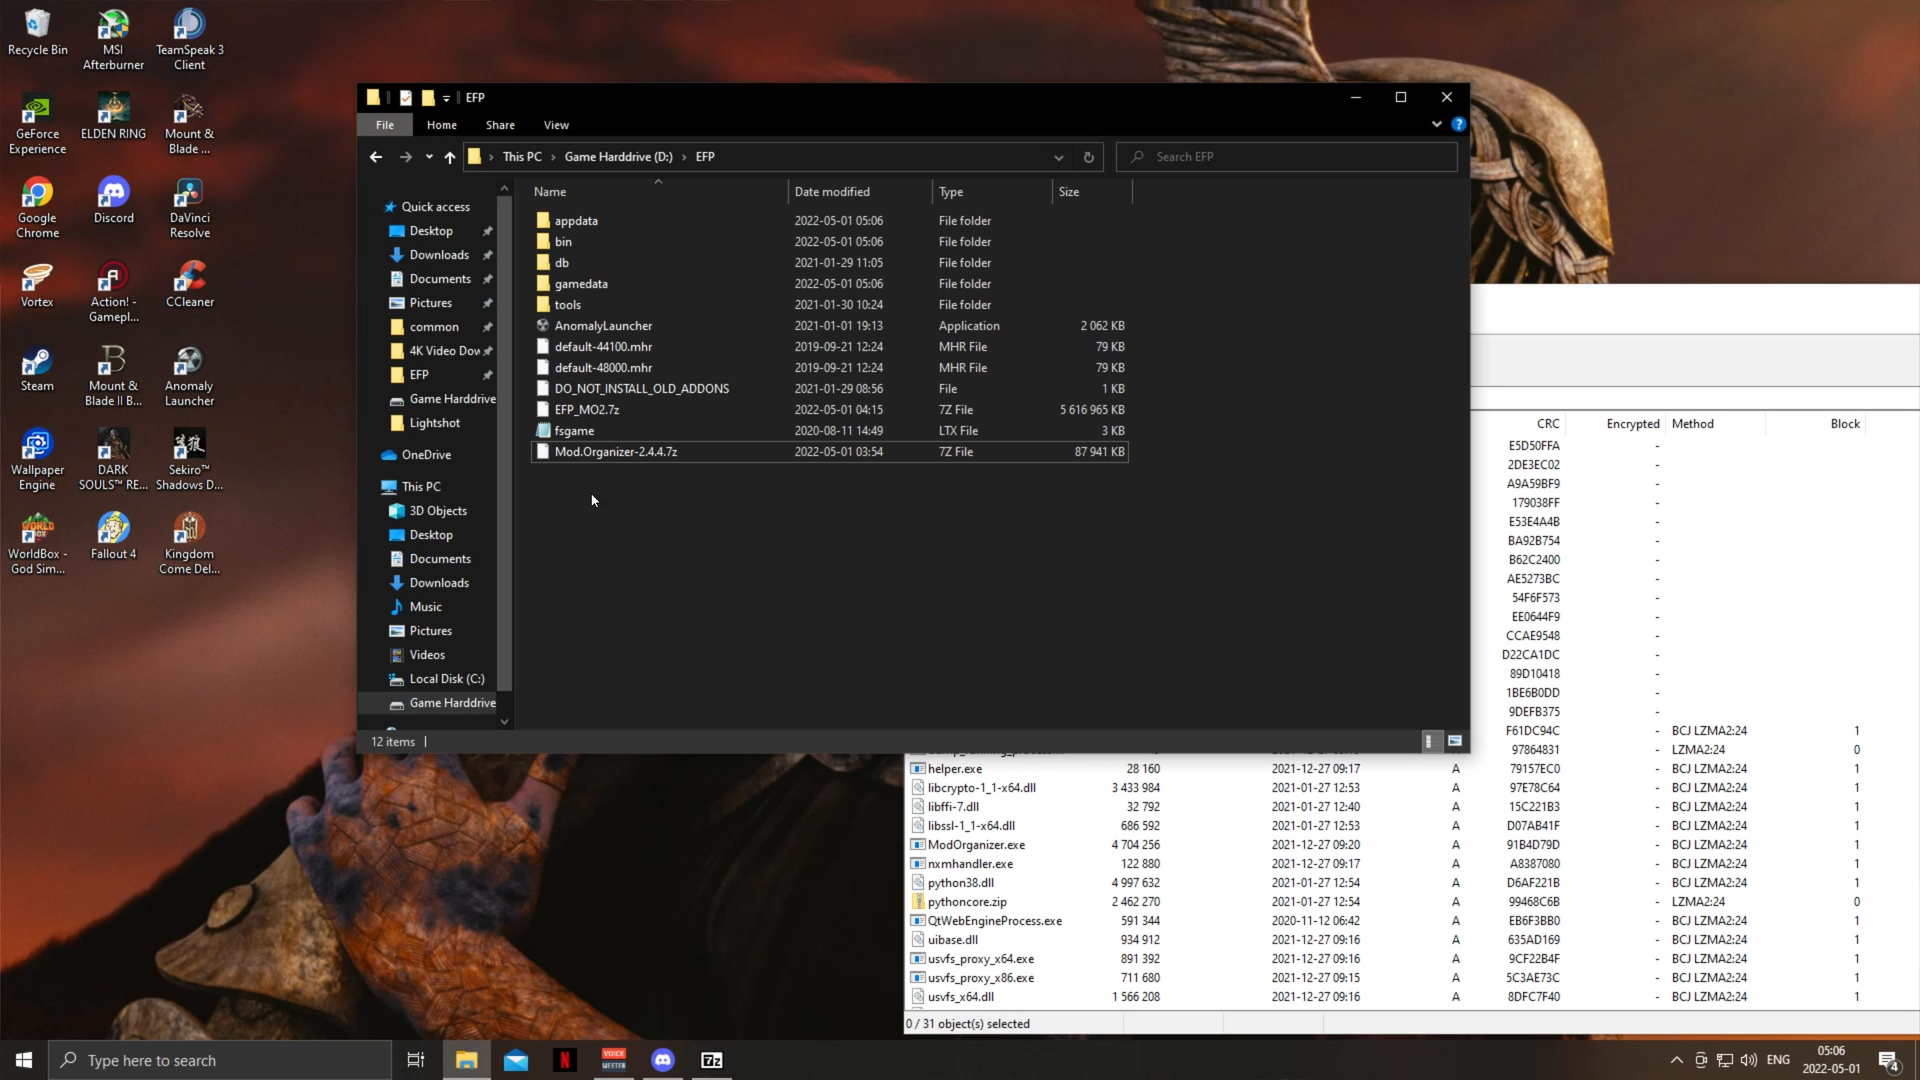 Recycle Bin
MSI Afterburner
TeamSpeak 3 Client
GeForce Experience
ELDEN RING
Mount & Blade ...
Google Chrome
Discord
DaVinci Resolve
Vortex
Action! - Gamepl...
CCleaner
Steam
Mount & Blade II B...
Anomaly Launcher
Wallpaper Engine
DARK SOULS™ RE...
Sekiro™ Shadows D...
WorldBox - God Sim...
Fallout 4
Kingdom Come Del...
EFP
File Home Share View
This PC > Game Harddrive (D:) > EFP
Search EFP
Quick access
Desktop
Downloads
Documents
Pictures
common
4K Video Dow
EFP
Game Harddrive
Lightshot
OneDrive
This PC
3D Objects
Desktop
Documents
Downloads
Music
Pictures
Videos
Local Disk (C:)
Game Harddrive
Name Date modified Type Size
appdata 2022-05-01 05:06 File folder
bin 2022-05-01 05:06 File folder
db 2021-01-29 11:05 File folder
gamedata 2022-05-01 05:06 File folder
tools 2021-01-30 10:24 File folder
AnomalyLauncher 2021-01-01 19:13 Application 2 062 KB
default-44100.mhr 2019-09-21 12:24 MHR File 79 KB
default-48000.mhr 2019-09-21 12:24 MHR File 79 KB
DO_NOT_INSTALL_OLD_ADDONS 2021-01-29 08:56 File 1 KB
EFP_MO2.7z 2022-05-01 04:15 7Z File 5 616 965 KB
fsgame 2020-08-11 14:49 LTX File 3 KB
Mod.Organizer-2.4.4.7z 2022-05-01 03:54 7Z File 87 941 KB
12 items
CRC Encrypted Method Block
E5D50FFA -
2DE3EC02 -
A9A59BF9 -
179038FF -
E53E4A4B -
BA92B754 -
B62C2400 -
AE5273BC -
54F6F573 -
EE0644F9 -
CCAE9548 -
D22CA1DC -
89D10418 -
1BE6B0DD -
9DEFB375 -
F61DC94C - BCJ LZMA2:24 1
97864831 - LZMA2:24 0
helper.exe 28 160 2021-12-27 09:17 A 79157EC0 - BCJ LZMA2:24 1
libcrypto-1_1-x64.dll 3 433 984 2021-01-27 12:53 A 97E78C64 - BCJ LZMA2:24 1
libffi-7.dll 32 792 2021-01-27 12:40 A 15C221B3 - BCJ LZMA2:24 1
libssl-1_1-x64.dll 686 592 2021-01-27 12:53 A D07AB41F - BCJ LZMA2:24 1
ModOrganizer.exe 4 704 256 2021-12-27 09:20 A 91B4D79D - BCJ LZMA2:24 1
nxmhandler.exe 122 880 2021-12-27 09:17 A A8387080 - BCJ LZMA2:24 1
python38.dll 4 997 632 2021-01-27 12:54 A D6AF221B - BCJ LZMA2:24 1
pythoncore.zip 2 462 270 2021-01-27 12:54 A 99468C6B - LZMA2:24 0
QtWebEngineProcess.exe 591 344 2020-11-12 06:42 A EB6F3BB0 - BCJ LZMA2:24 1
uibase.dll 934 912 2021-12-27 09:16 A 635AD169 - BCJ LZMA2:24 1
usvfs_proxy_x64.exe 891 392 2021-12-27 09:16 A 9CF22B4F - BCJ LZMA2:24 1
usvfs_proxy_x86.exe 711 680 2021-12-27 09:15 A 5C3AE73C - BCJ LZMA2:24 1
usvfs_x64.dll 1 566 208 2021-12-27 09:16 A 8DFC7F40 - BCJ LZMA2:24 1
0 / 31 object(s) selected
Type here to search
VOICE MEETER
7z
ENG
05:06
2022-05-01
4